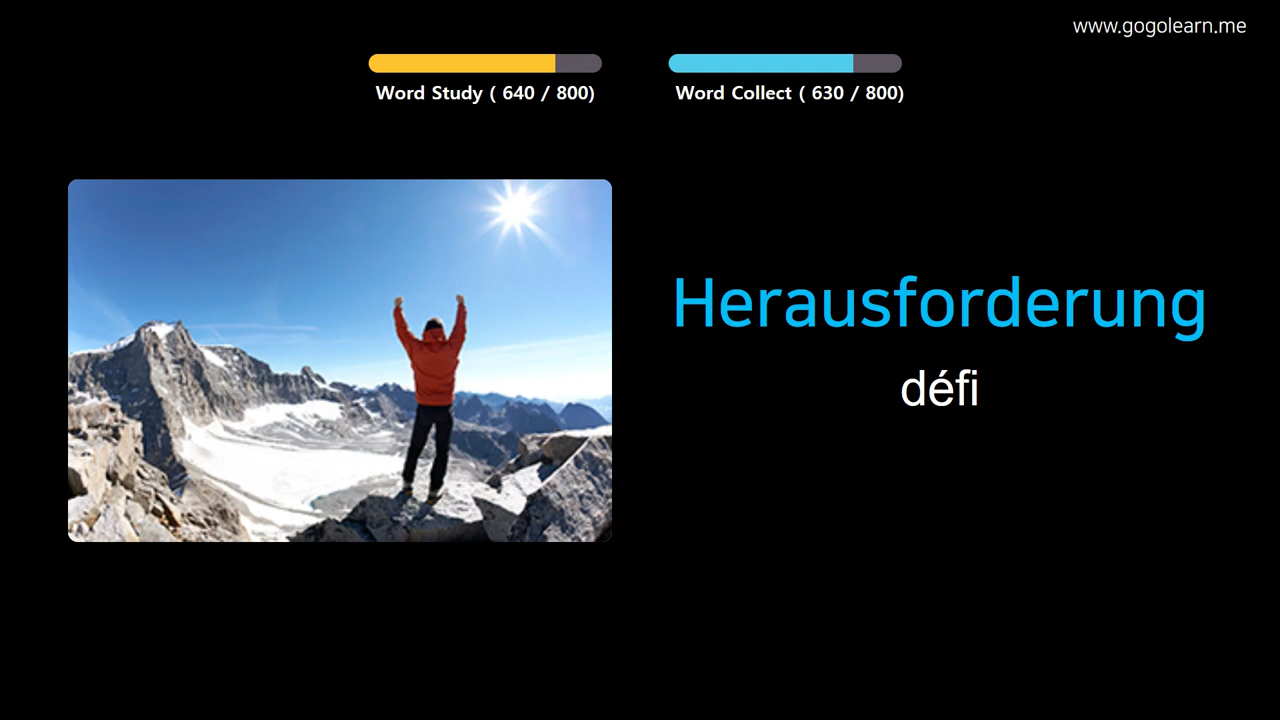 www.gogolearn.me
Word Study ( 640 / 800)
Word Collect ( 630 / 800)
Herausforderung
défi